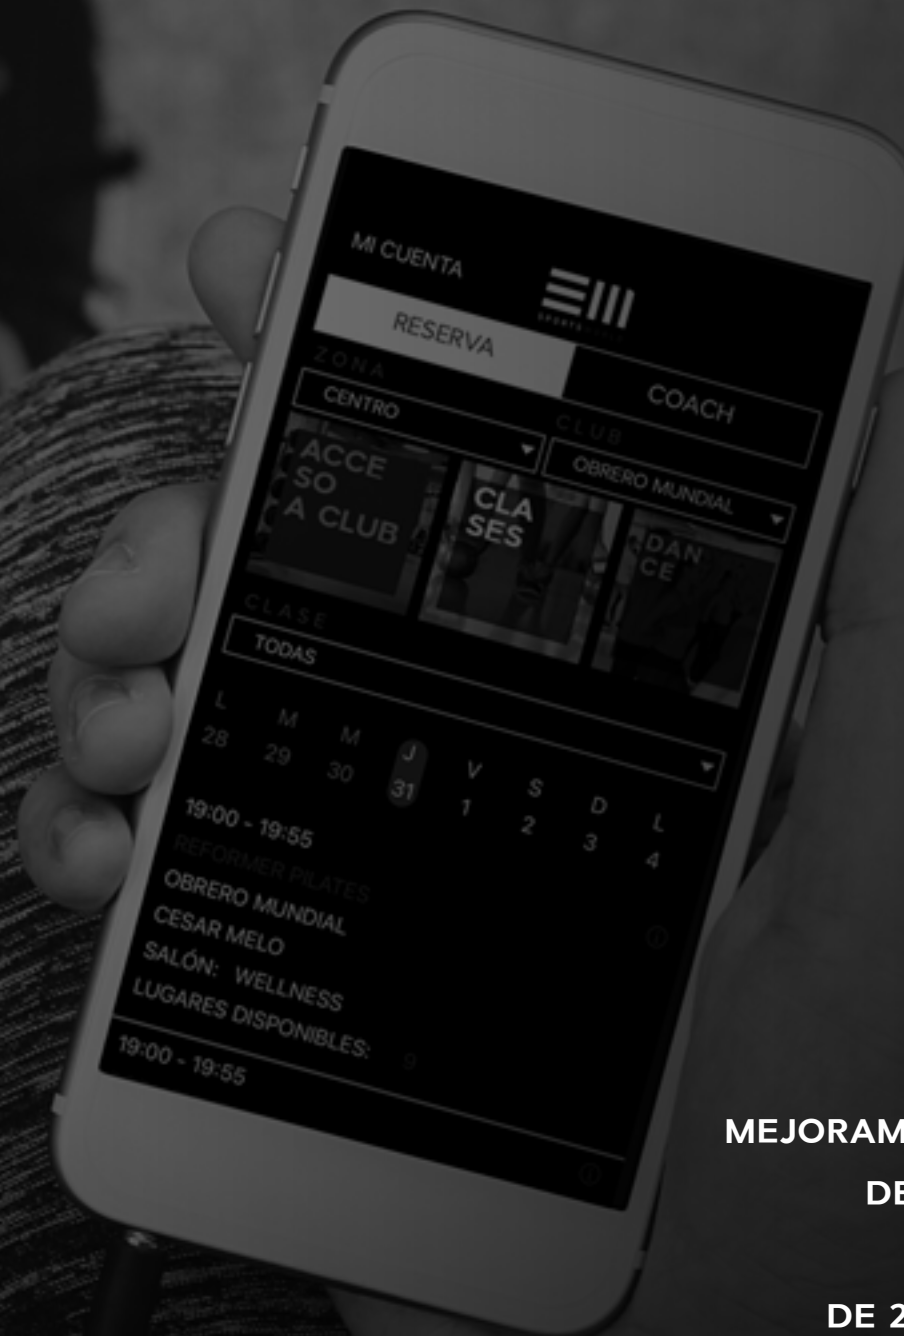 MI CUENTA
SPORTS
RESERVA
COACH
ZONA
CLUB
CENTRO
OBRERO MUNDIAL
ACCE
SO
A CLUB
CLA
SES
DAN
CE
CLASE
TODAS
L M M J V S D L
28 29 30 31 1 2 3 4
19:00 - 19:55
REFORMER PILATES
OBRERO MUNDIAL
CESAR MELO
SALÓN: WELLNESS
LUGARES DISPONIBLES: 9
19:00 - 19:55
MEJORAM
DE
DE 2